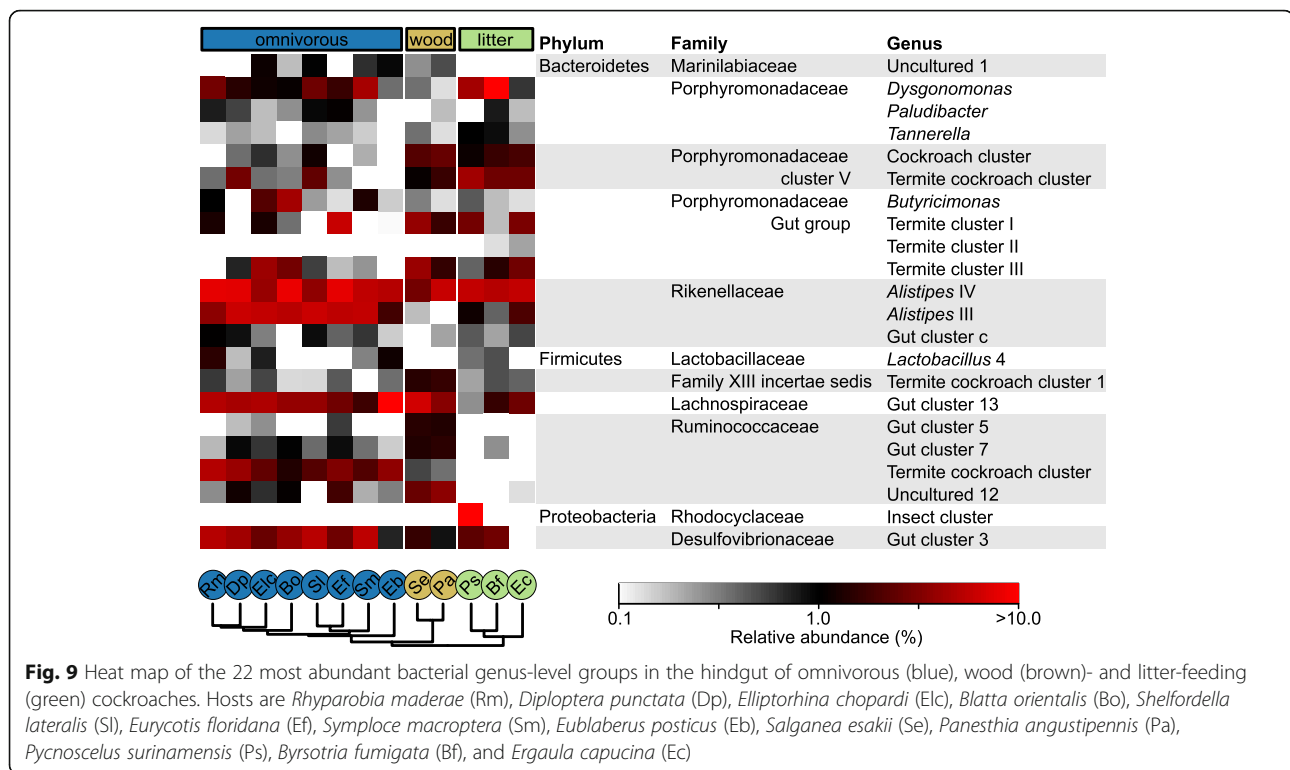 omnivorous wood litter Phylum Family Genus
Bacteroidetes Marinilabiaceae Uncultured 1
Porphyromonadaceae Dysgonomonas
Paludibacter
Tannerella
Porphyromonadaceae Cockroach cluster
cluster V Termite cockroach cluster
Porphyromonadaceae Butyricimonas
Gut group Termite cluster I
Termite cluster II
Termite cluster III
Rikenellaceae Alistipes IV
Alistipes III
Gut cluster c
Firmicutes Lactobacillaceae Lactobacillus 4
Family XIII incertae sedis Termite cockroach cluster 1
Lachnospiraceae Gut cluster 13
Ruminococcaceae Gut cluster 5
Gut cluster 7
Termite cockroach cluster
Uncultured 12
Proteobacteria Rhodocyclaceae Insect cluster
Desulfovibrionaceae Gut cluster 3
Rm Dp Elc Bo Sl Ef Sm Eb Se Pa Ps Bf Ec
0.1 1.0 >10.0
Relative abundance (%)
Fig. 9 Heat map of the 22 most abundant bacterial genus-level groups in the hindgut of omnivorous (blue), wood (brown)- and litter-feeding
(green) cockroaches. Hosts are Rhyparobia maderae (Rm), Diploptera punctata (Dp), Elliptorhina chopardi (Elc), Blatta orientalis (Bo), Shelfordella
lateralis (Sl), Eurycotis floridana (Ef), Symploce macroptera (Sm), Eublaberus posticus (Eb), Salganea esakii (Se), Panesthia angustipennis (Pa),
Pycnoscelus surinamensis (Ps), Byrsotria fumigata (Bf), and Ergaula capucina (Ec)